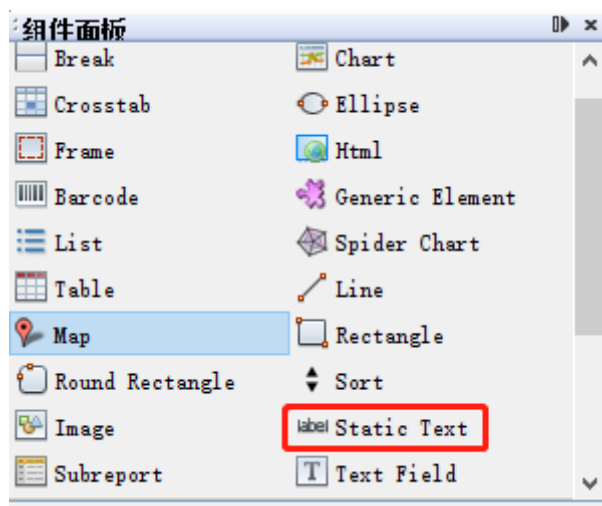 组件面板
Break Chart
Crosstab Ellipse
Frame Html
Barcode Generic Element
List Spider Chart
Table Line
Map Rectangle
Round Rectangle Sort
Image label Static Text
Subreport T Text Field